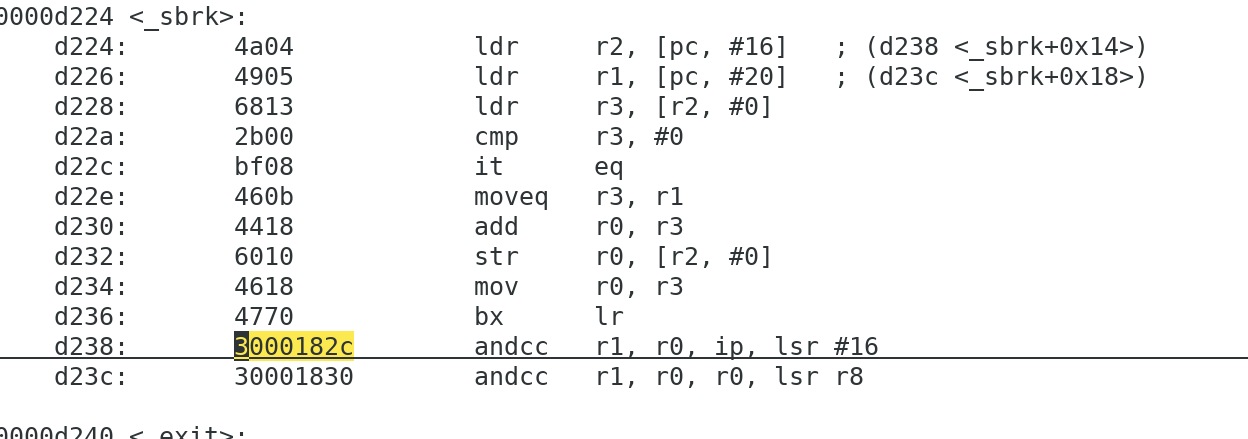 0000d224 <_sbrk>:
d224: 4a04 ldr r2, [pc, #16] ; (d238 <_sbrk+0x14>)
d226: 4905 ldr r1, [pc, #20] ; (d23c <_sbrk+0x18>)
d228: 6813 ldr r3, [r2, #0]
d22a: 2b00 cmp r3, #0
d22c: bf08 it eq
d22e: 460b moveq r3, r1
d230: 4418 add r0, r3
d232: 6010 str r0, [r2, #0]
d234: 4618 mov r0, r3
d236: 4770 bx lr
d238: 3000182c andcc r1, r0, ip, lsr #16
d23c: 30001830 andcc r1, r0, r0, lsr r8
0000d240 <_exit>: